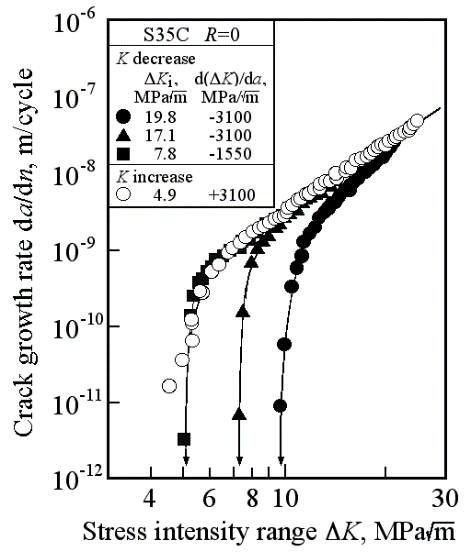 S35C R=0
K decrease
ΔKi, d(ΔK)/da,
MPa√m MPa/√m
19.8 -3100
17.1 -3100
7.8 -1550
K increase
4.9 +3100
Crack growth rate da/dn, m/cycle
10-6
10-7
10-8
10-9
10-10
10-11
10-12
4 6 8 10 30
Stress intensity range ΔK, MPa√m